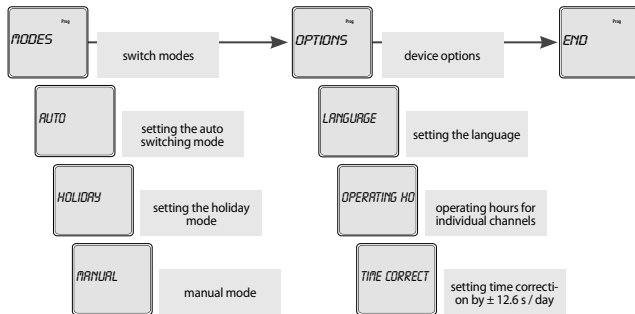 Prog
MODES
switch modes
Prog
OPTIONS
device options
Prog
END
AUTO
setting the auto
switching mode
LANGUAGE
setting the language
HOLIDAY
setting the holiday
mode
OPERATING HO
operating hours for
individual channels
MANUAL
manual mode
TIME CORRECT
setting time correcti-
on by ± 12.6 s / day